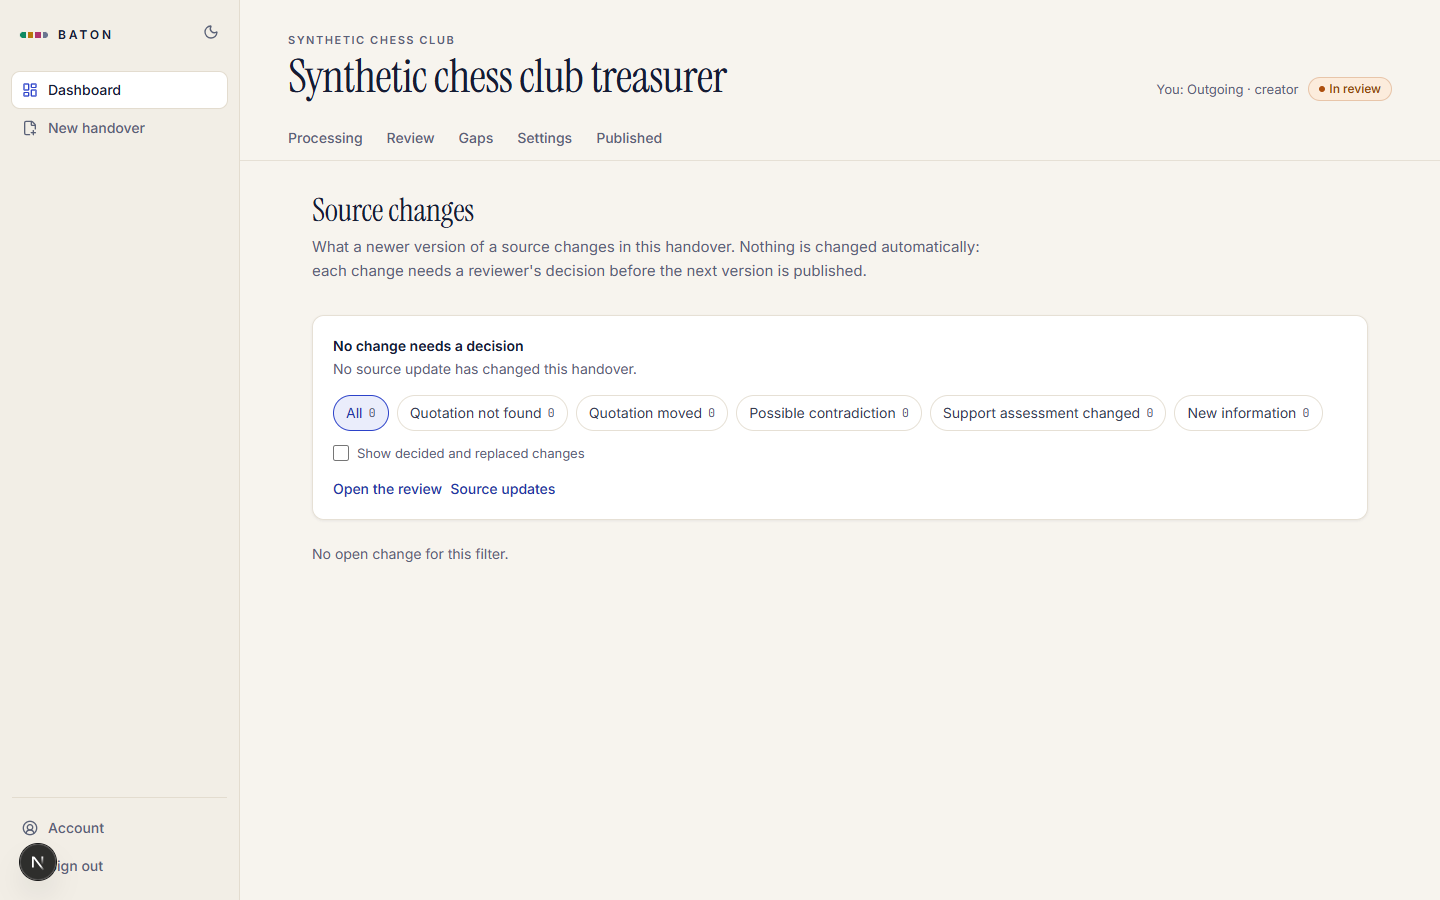 BATON
Dashboard
New handover
SYNTHETIC CHESS CLUB
Synthetic chess club treasurer
You: Outgoing · creator
In review
Processing
Review
Gaps
Settings
Published
Source changes
What a newer version of a source changes in this handover. Nothing is changed automatically:
each change needs a reviewer's decision before the next version is published.
No change needs a decision
No source update has changed this handover.
All 0
Quotation not found 0
Quotation moved 0
Possible contradiction 0
Support assessment changed 0
New information 0
Show decided and replaced changes
Open the review
Source updates
No open change for this filter.
Account
N
ign out